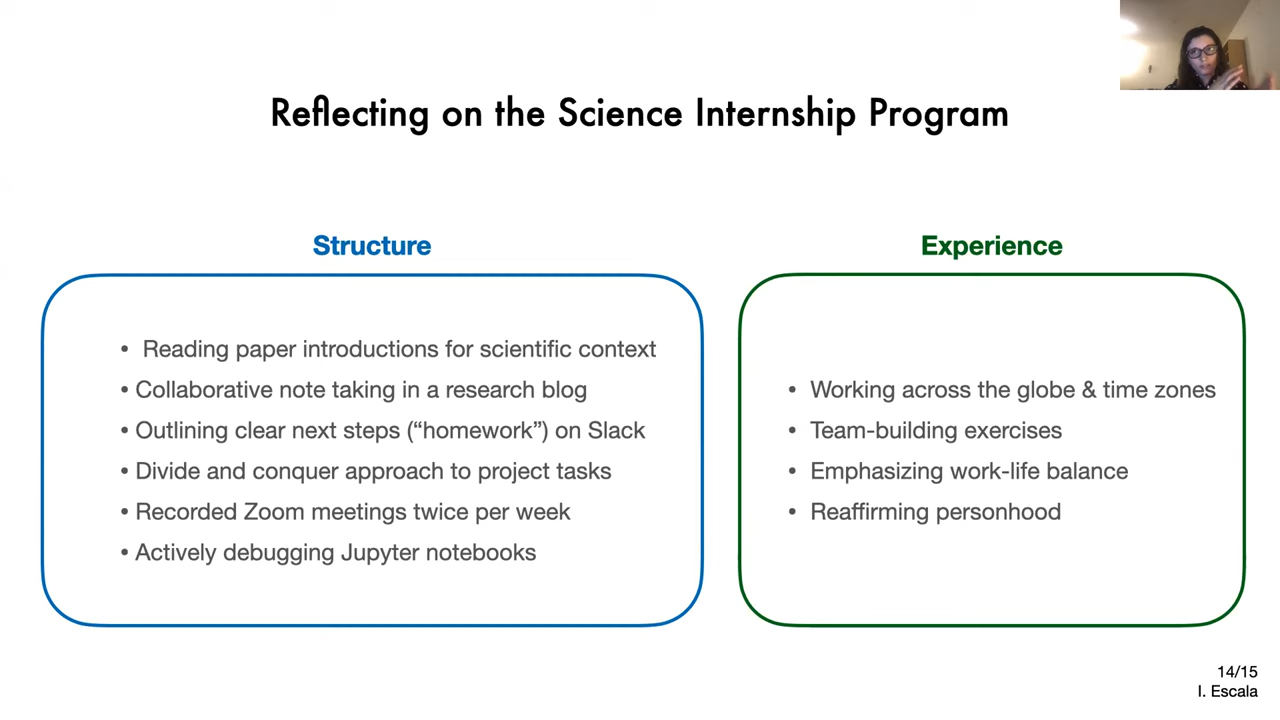 Reflecting on the Science Internship Program
Structure
• Reading paper introductions for scientific context
• Collaborative note taking in a research blog
• Outlining clear next steps (“homework”) on Slack
• Divide and conquer approach to project tasks
• Recorded Zoom meetings twice per week
• Actively debugging Jupyter notebooks
Experience
• Working across the globe & time zones
• Team-building exercises
• Emphasizing work-life balance
• Reaffirming personhood
14/15
I. Escala